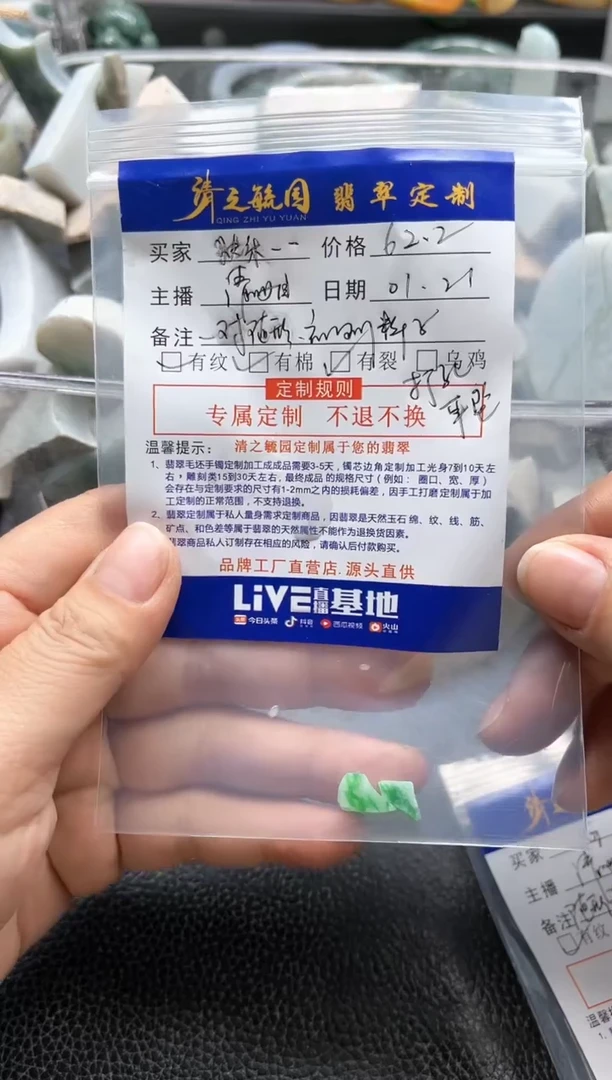 清之毓园 翡翠定制
QING ZHI YU YUAN
买家 一一 价格 62.2
主播 日期 01.21
备注 一对随形
有纹 有棉 有裂 乌鸡
定制规则
专属定制 不退不换
温馨提示： 清之毓园定制属于您的翡翠
1、翡翠毛坯手镯定制加工成成品需要3-5天，镯芯边角定制加工光身7到10天左
右，雕刻类15到30天左右，最终成品的规格尺寸（例如： 圈口、宽、厚）
会存在与定制要求的尺寸有1-2mm之内的损耗偏差，因手工打磨定制属于加
工定制的正常范围，不支持退换。
2、翡翠定制属于私人量身需求定制商品，因翡翠是天然玉石 绵、纹、线、筋、
矿点、和色差等属于翡翠的天然属性不能作为退换货因素。
翡翠商品私人订制存在相应的风险，请确认后付款购买。
品牌工厂直营店.源头直供
LiVE直播基地
今日头条 抖音 西瓜视频 火山
买家
主播
备注
有纹
温馨